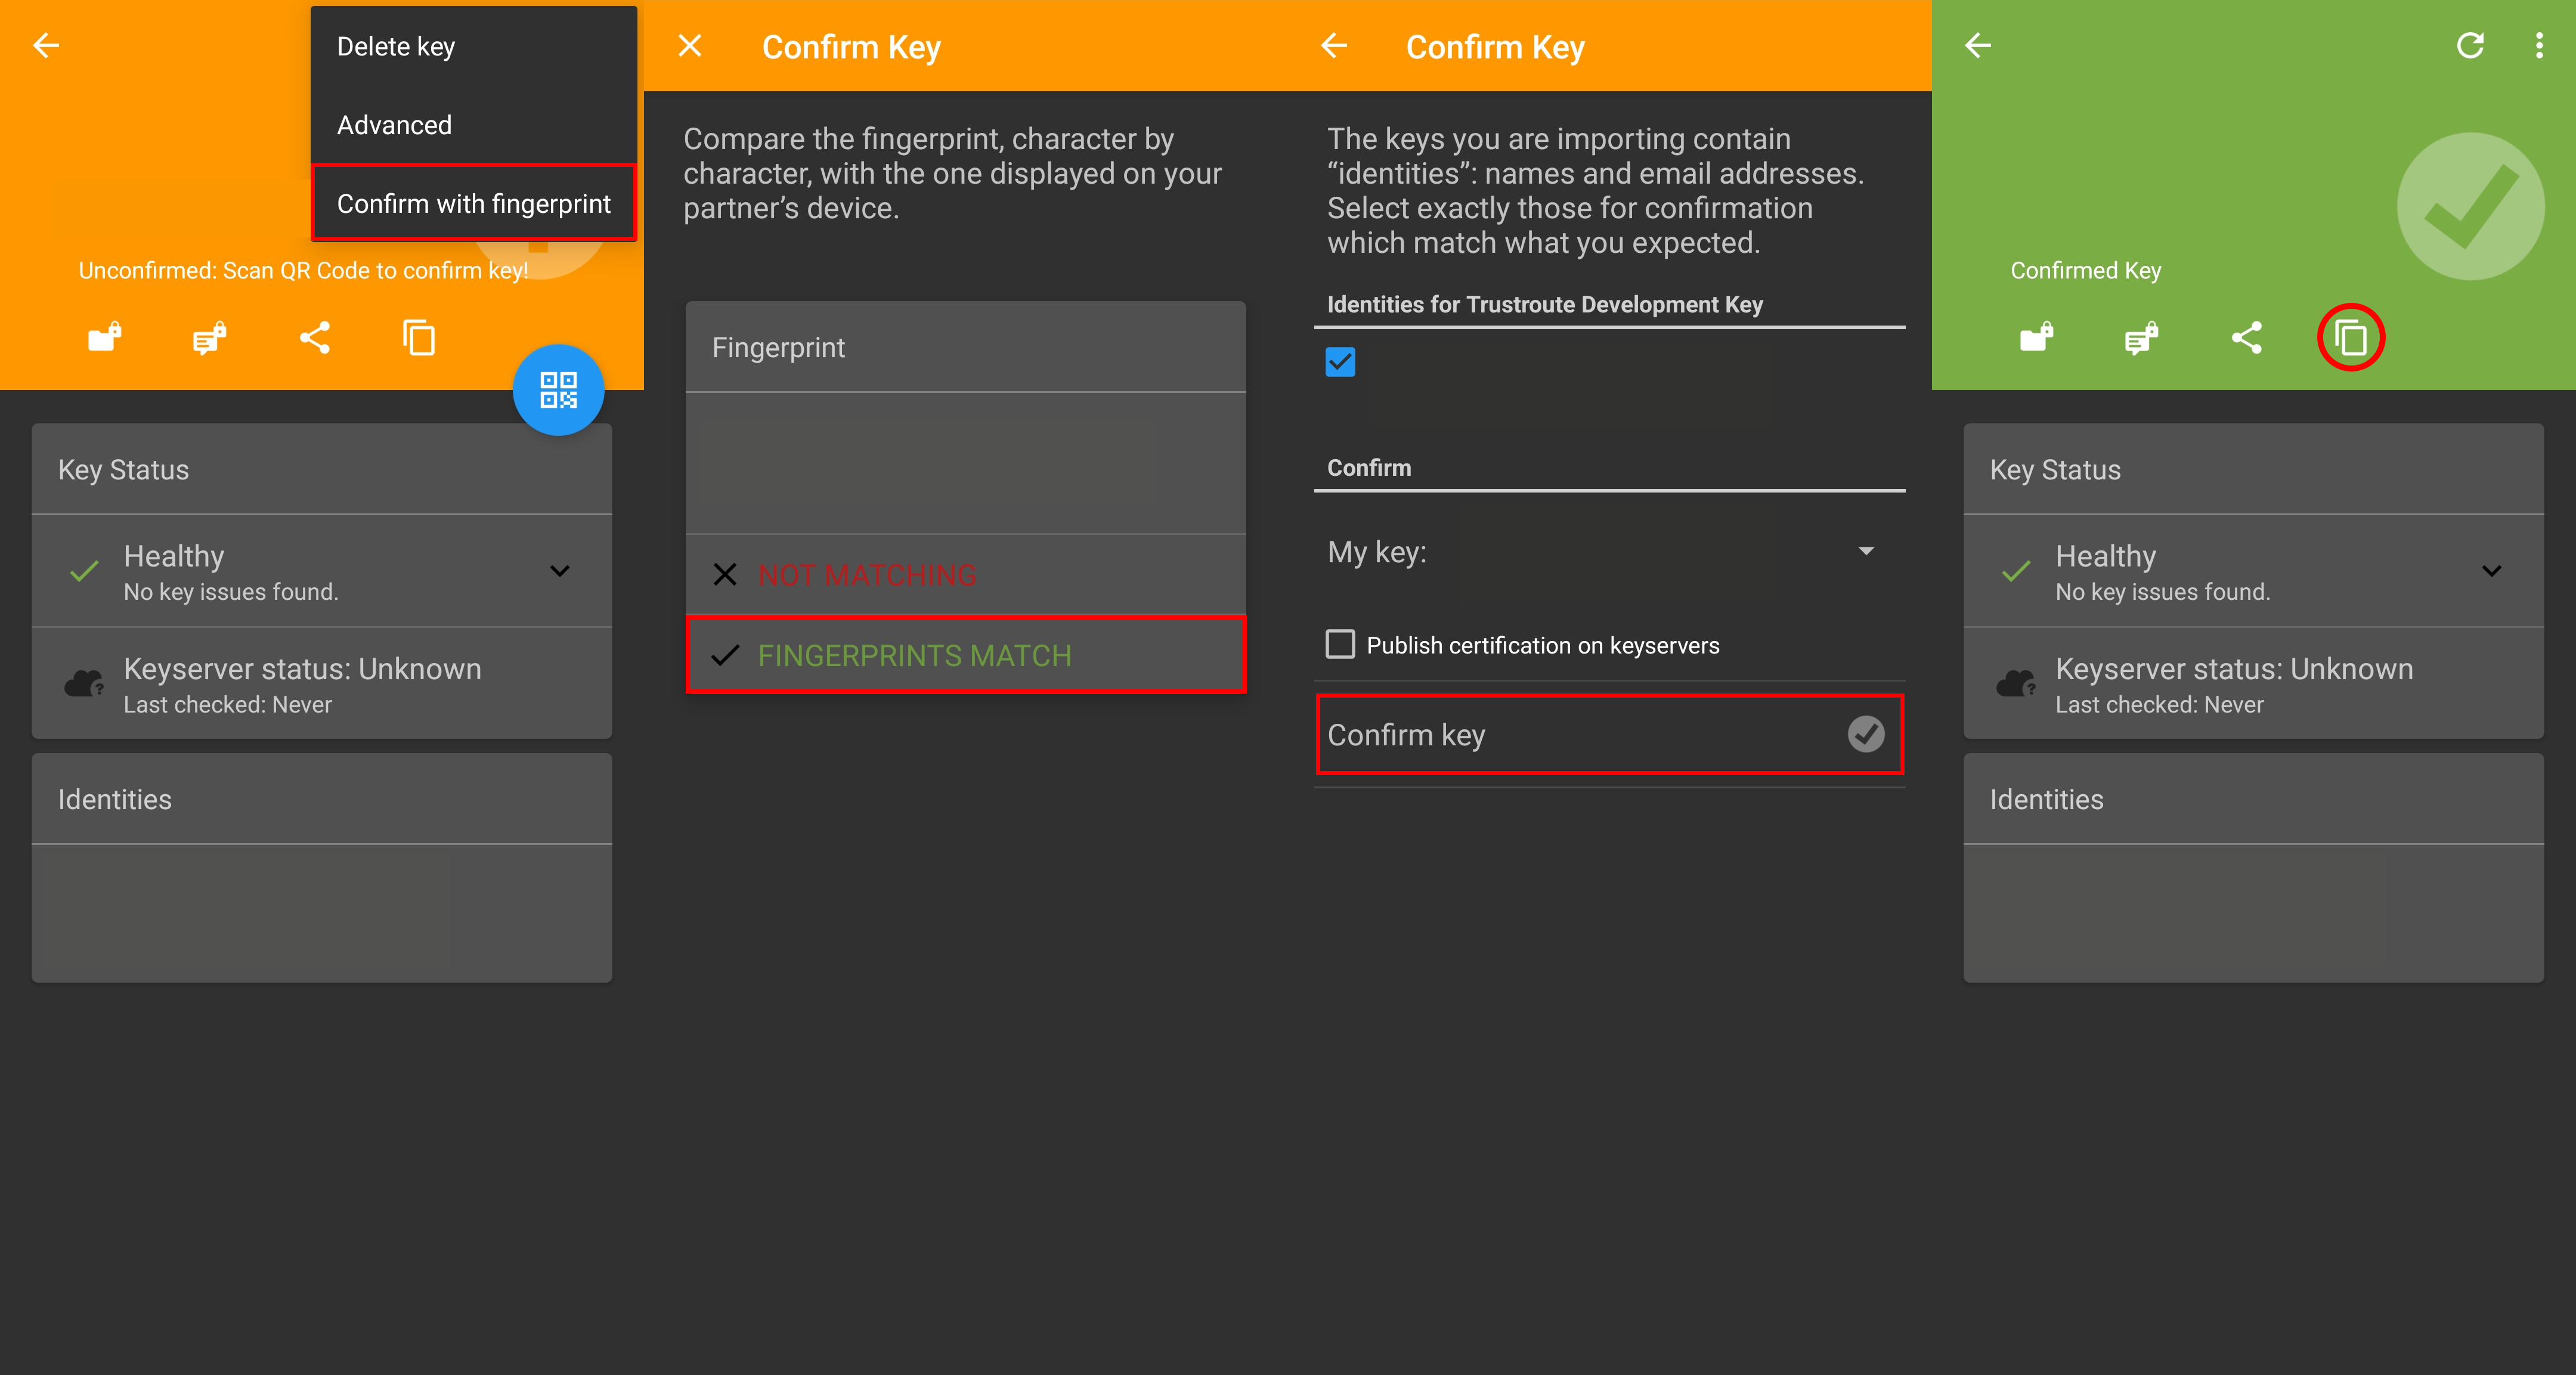 Delete key
Advanced
Confirm with fingerprint
Unconfirmed: Scan QR Code to confirm key!
Key Status
Healthy
No key issues found.
Keyserver status: Unknown
Last checked: Never
Identities
Confirm Key
Compare the fingerprint, character by
character, with the one displayed on your
partner’s device.
Fingerprint
NOT MATCHING
FINGERPRINTS MATCH
Confirm Key
The keys you are importing contain
“identities”: names and email addresses.
Select exactly those for confirmation
which match what you expected.
Identities for Trustroute Development Key
Confirm
My key:
Publish certification on keyservers
Confirm key
Confirmed Key
Key Status
Healthy
No key issues found.
Keyserver status: Unknown
Last checked: Never
Identities